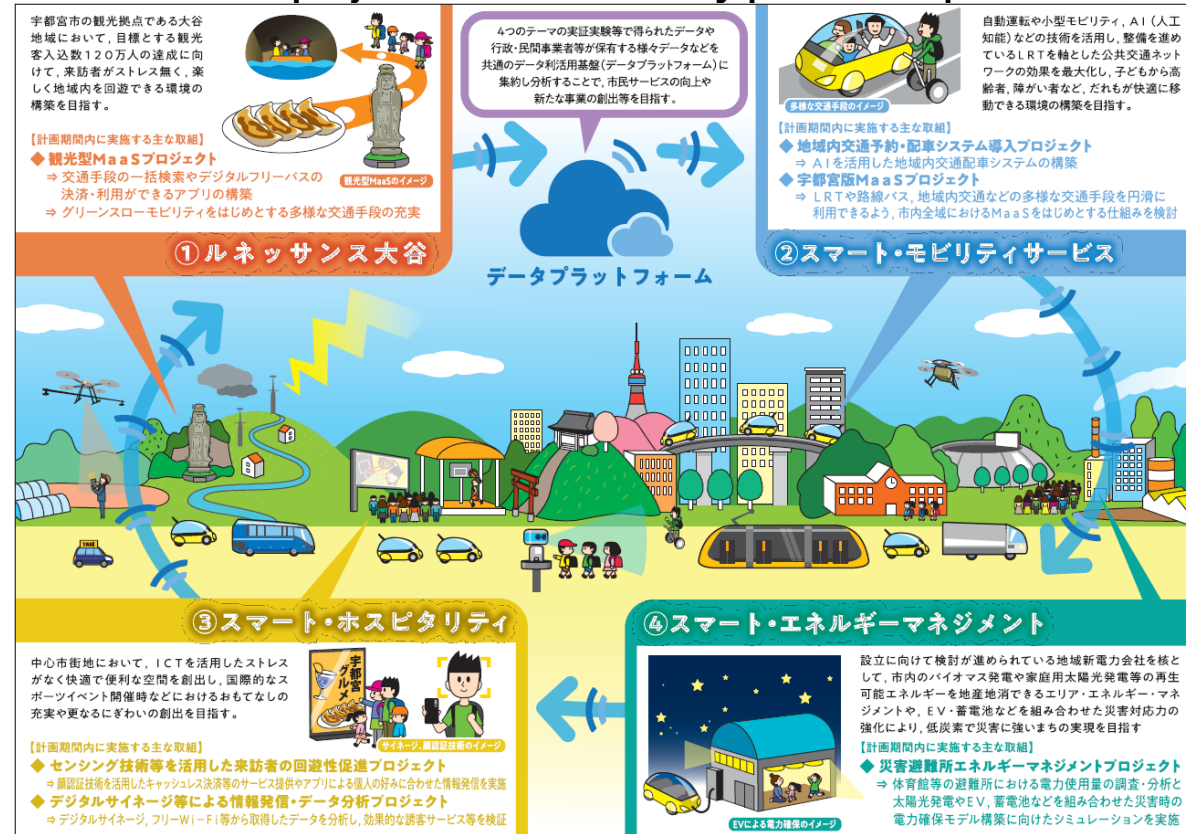 宇都宮市の観光拠点である大谷
地域において,目標とする観光
客入込数120万人の達成に向
けて,来訪者がストレス無く,楽
しく地域内を回遊できる環境の
構築を目指す。
【計画期間内に実施する主な取組】
◆ 観光型MaaSプロジェクト
⇒ 交通手段の一括検索やデジタルフリーパスの
決済・利用ができるアプリの構築
⇒ グリーンスローモビリティをはじめとする多様な交通手段の充実
観光型MaaSのイメージ
①ルネッサンス大谷
4つのテーマの実証実験等で得られたデータや
行政・民間事業者等が保有する様々データなどを
共通のデータ利活用基盤(データプラットフォーム)に
集約し分析することで,市民サービスの向上や
新たな事業の創出等を目指す。
データプラットフォーム
自動運転や小型モビリティ,AI(人工
知能)などの技術を活用し,整備を進め
ているLRTを軸とした公共交通ネット
ワークの効果を最大化し,子どもから高
齢者,障がい者など,だれもが快適に移
動できる環境の構築を目指す。
多様な交通手段のイメージ
【計画期間内に実施する主な取組】
◆ 地域内交通予約・配車システム導入プロジェクト
⇒ AIを活用した地域内交通配車システムの構築
◆ 宇都宮版MaaSプロジェクト
⇒ LRTや路線バス,地域内交通などの多様な交通手段を円滑に
利用できるよう,市内全域におけるMaaSをはじめとする仕組みを検討
②スマート・モビリティサービス
TAXI
③スマート・ホスピタリティ
中心市街地において,ICTを活用したストレス
がなく快適で便利な空間を創出し,国際的なス
ポーツイベント開催時などにおけるおもてなしの
充実や更なるにぎわいの創出を目指す。
宇都宮
グルメ
サイネージ、顔認証技術のイメージ
【計画期間内に実施する主な取組】
◆ センシング技術等を活用した来訪者の回遊性促進プロジェクト
⇒ 顔認証技術を活用したキャッシュレス決済等のサービス提供やアプリによる個人の好みに合わせた情報発信を実施
◆ デジタルサイネージ等による情報発信・データ分析プロジェクト
⇒ デジタルサイネージ,フリーWi-Fi等から取得したデータを分析し,効果的な誘客サービス等を検証
④スマート・エネルギーマネジメント
設立に向けて検討が進められている地域新電力会社を核と
して,市内のバイオマス発電や家庭用太陽光発電等の再生
可能エネルギーを地産地消できるエリア・エネルギー・マネ
ジメントや,EV・蓄電池などを組み合わせた災害対応力の
強化により,低炭素で災害に強いまちの実現を目指す
【計画期間内に実施する主な取組】
◆ 災害避難所エネルギーマネジメントプロジェクト
⇒ 体育館等の避難所における電力使用量の調査・分析と
太陽光発電やEV,蓄電池などを組み合わせた災害時の
電力確保モデル構築に向けたシミュレーションを実施
EVによる電力確保のイメージ